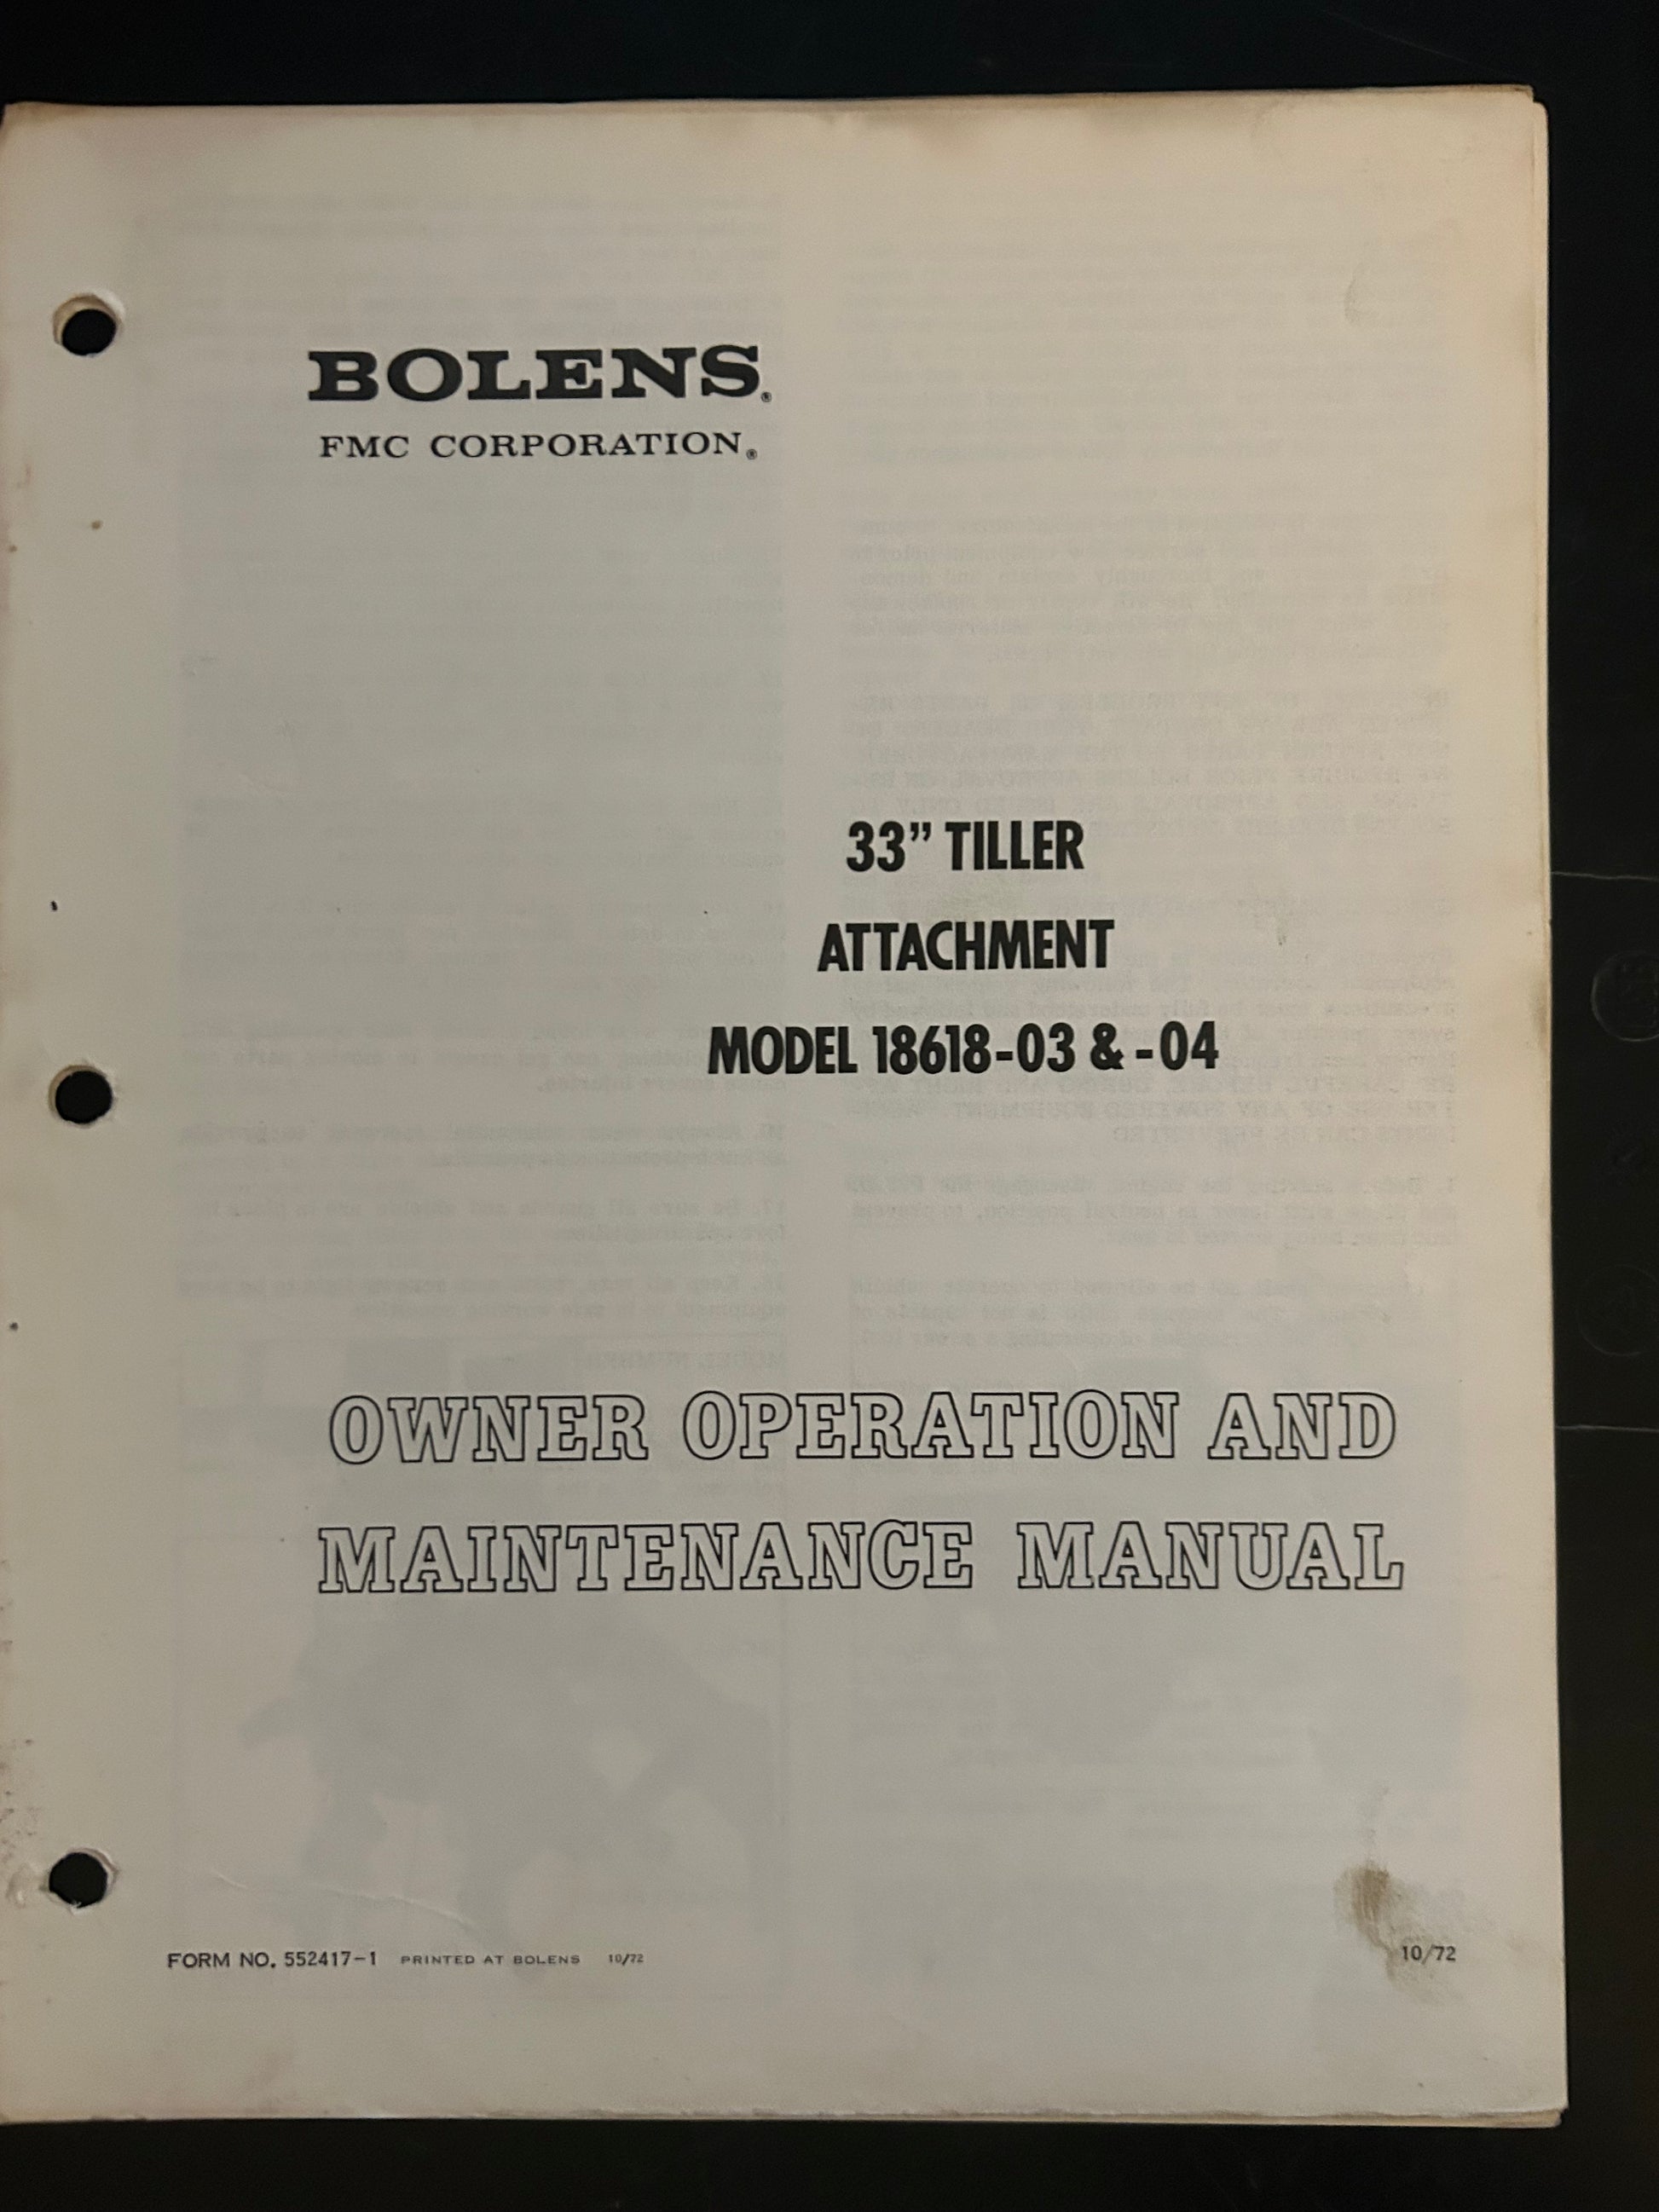 BOLENS®
FMC CORPORATION®
33” TILLER
ATTACHMENT
MODEL 18618-03 & -04
OWNER OPERATION AND
MAINTENANCE MANUAL
FORM NO. 552417-1 PRINTED AT BOLENS 10/72
10/72